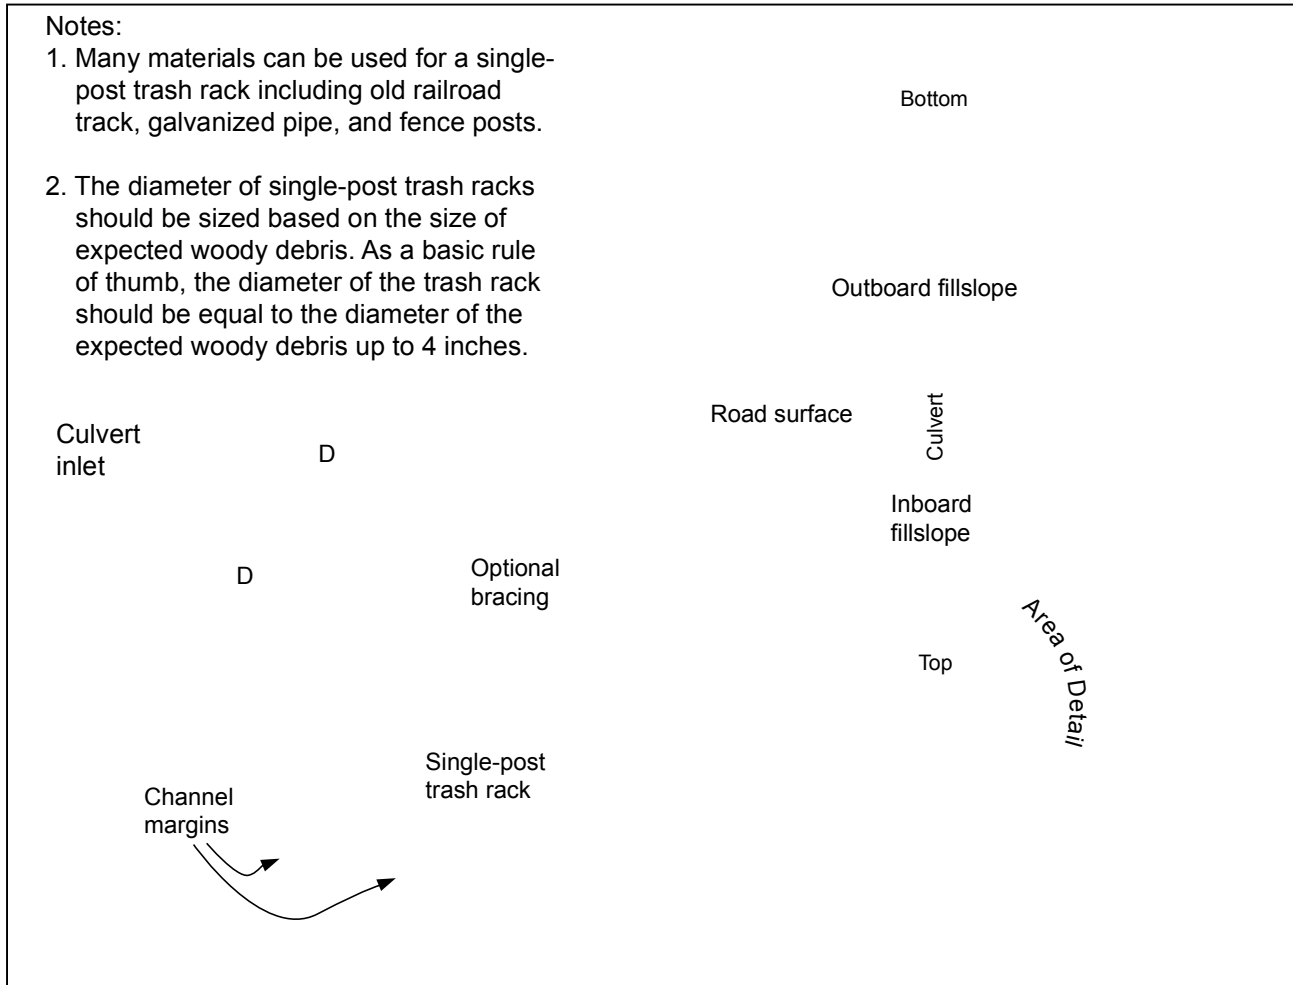 Notes:
1. Many materials can be used for a single-
post trash rack including old railroad
track, galvanized pipe, and fence posts.
2. The diameter of single-post trash racks
should be sized based on the size of
expected woody debris. As a basic rule
of thumb, the diameter of the trash rack
should be equal to the diameter of the
expected woody debris up to 4 inches.
Culvert
inlet
D
D
Optional
bracing
Single-post
trash rack
Channel
margins
Bottom
Outboard fillslope
Road surface
Culvert
Inboard
fillslope
Top
Area of Detail